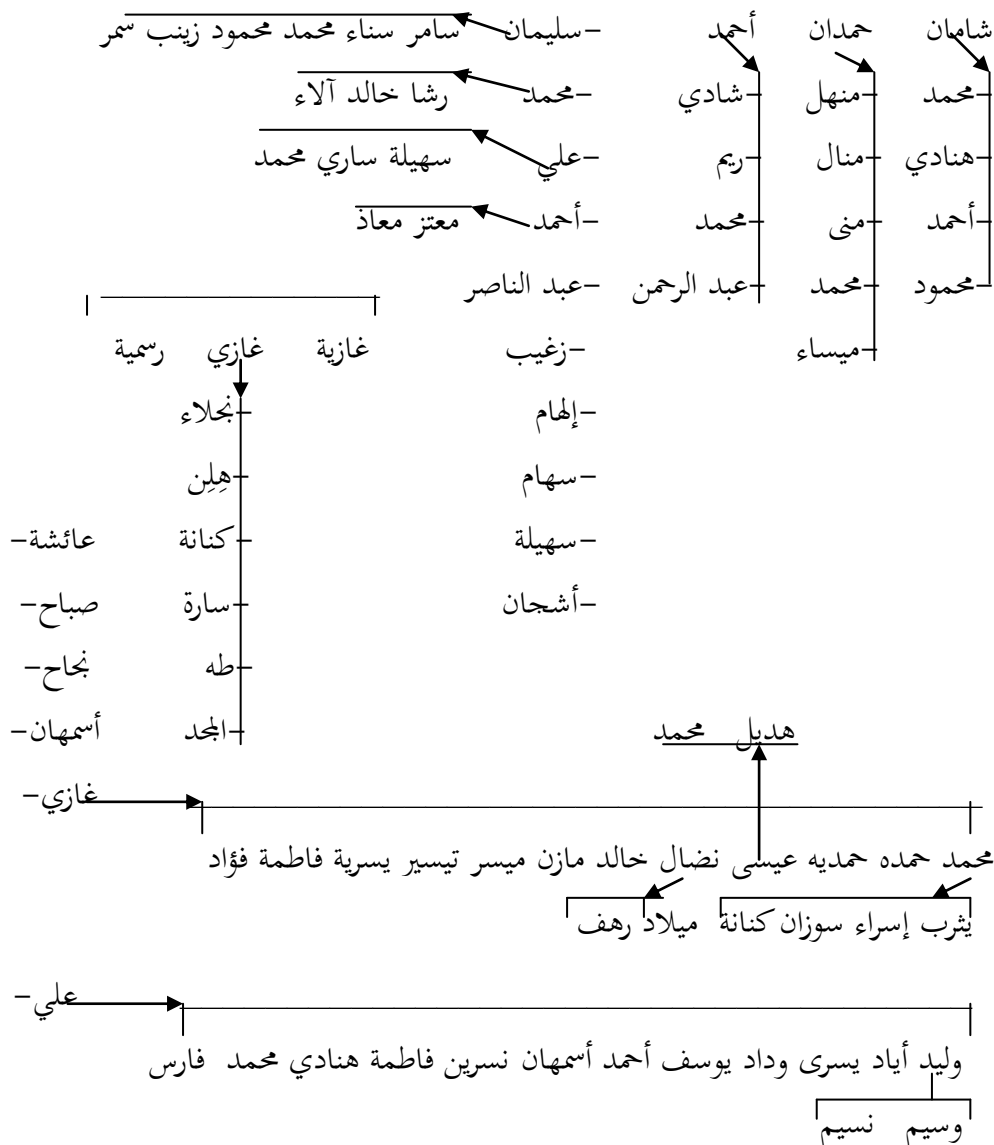 شامان حمدان أحمد -سليمان سامر سناء محمد محمود زينب سمر
-محمد -منهل -شادي -محمد رشا خالد آلاء
-هنادي -منال -ريم -علي سهيلة ساري محمد
-أحمد -منى -محمد -أحمد معتز معاذ
-محمود -محمد -عبد الرحمن -عبد الناصر
-ميساء -زغيب غازية غازي رسمية
-إلهام -نجلاء
-سهام -هِلِن
-سهيلة -كنانة عائشة-
-أشجان -سارة صباح-
-طه نجاح-
-المجد أسمهان-
هديل محمد
غازي-
محمد حمده حمديه عيسى نضال خالد مازن ميسر تيسير يسرية فاطمة فؤاد
يثرب إسراء سوزان كنانة ميلاد رهف
علي-
وليد أياد يسرى وداد يوسف أحمد أسمهان نسرين فاطمة هنادي محمد فارس
وسيم نسيم